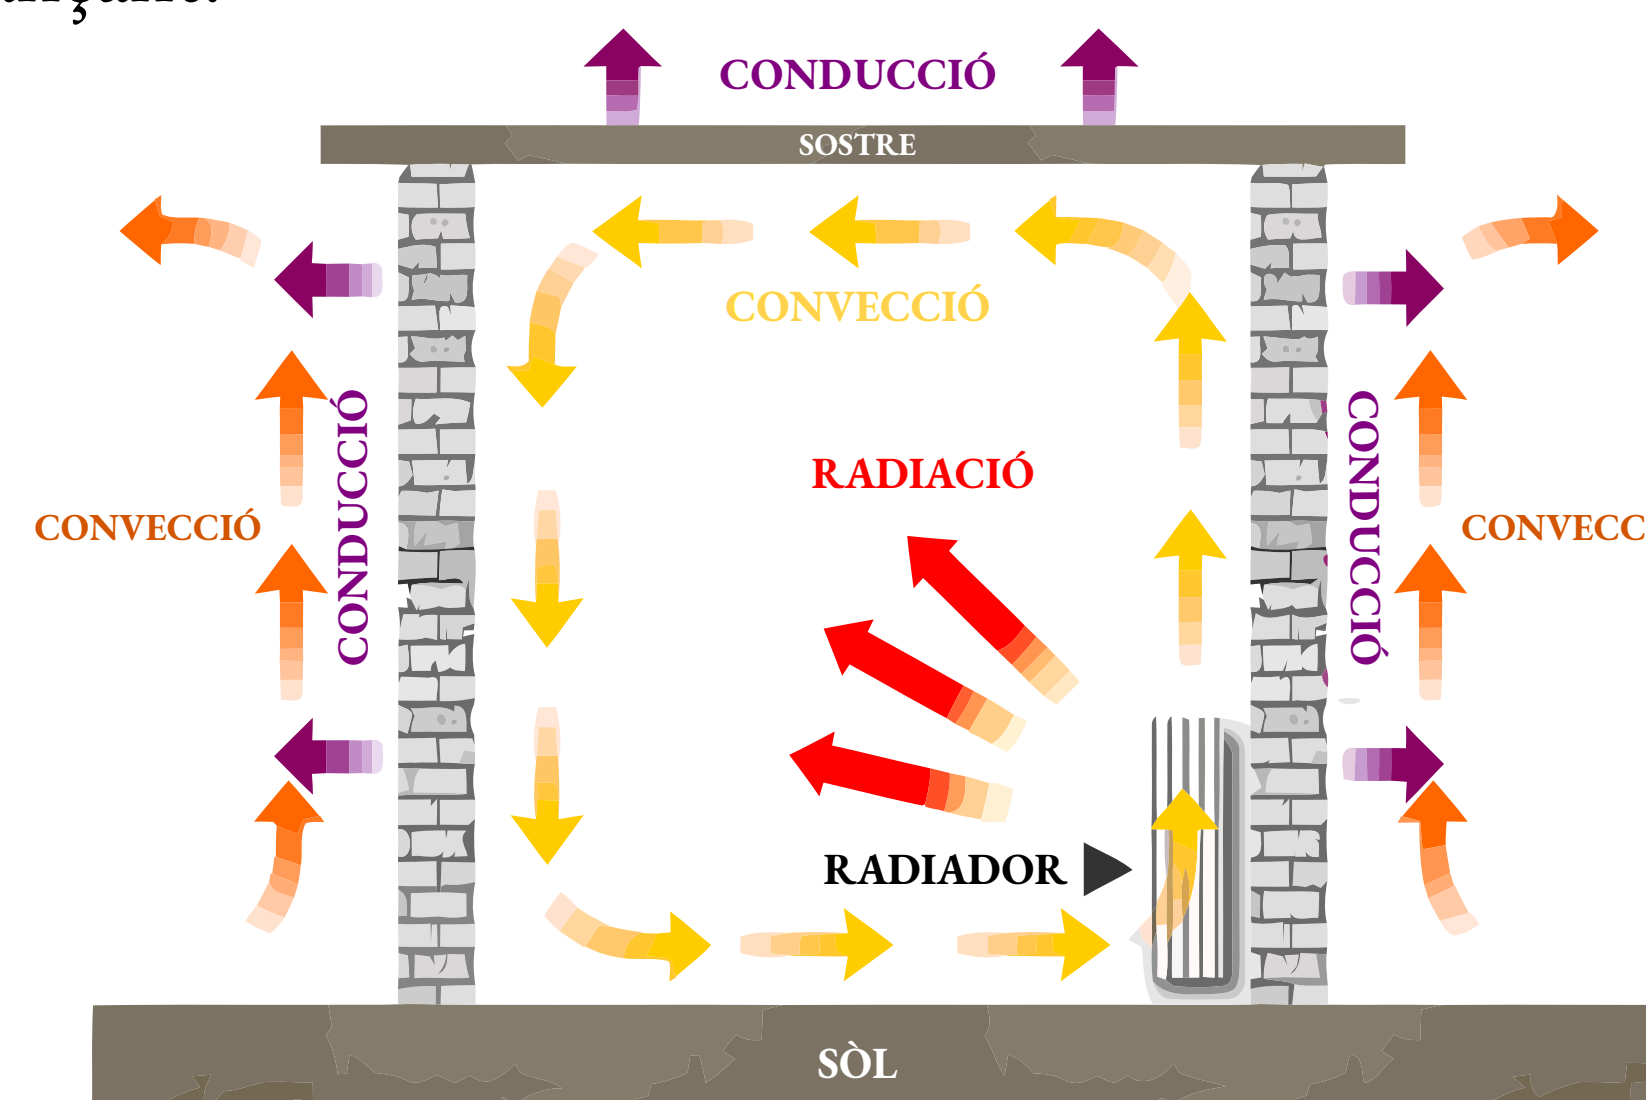 CONDUCCIÓ
SOSTRE
CONVECCIÓ
RADIACIÓ
CONVECCIÓ
CONDUCCIÓ
CONDUCCIÓ
CONVECC
RADIADOR
SÒL